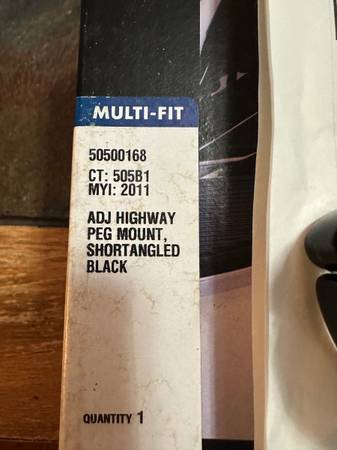 MULTI-FIT
50500168
CT: 505B1
MYI: 2011
ADJ HIGHWAY
PEG MOUNT,
SHORTANGLED
BLACK
QUANTITY 1